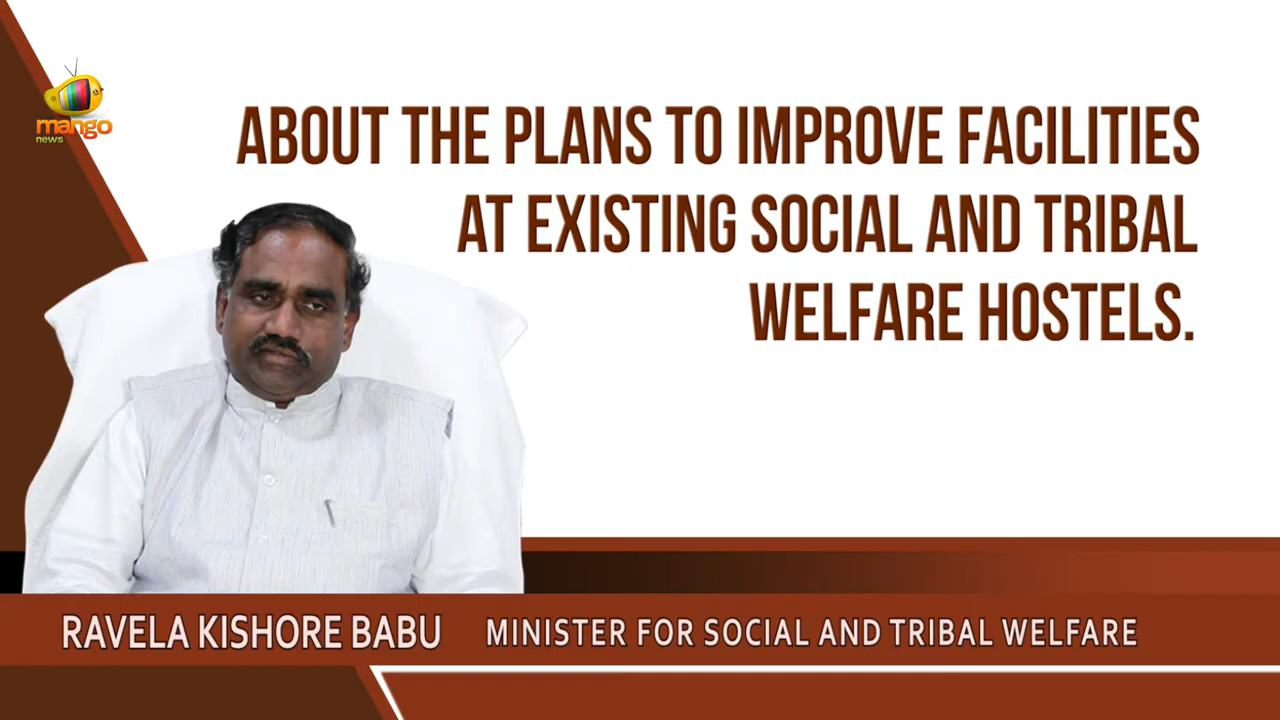 mango
news
ABOUT THE PLANS TO IMPROVE FACILITIES
AT EXISTING SOCIAL AND TRIBAL
WELFARE HOSTELS.
RAVELA KISHORE BABU MINISTER FOR SOCIAL AND TRIBAL WELFARE